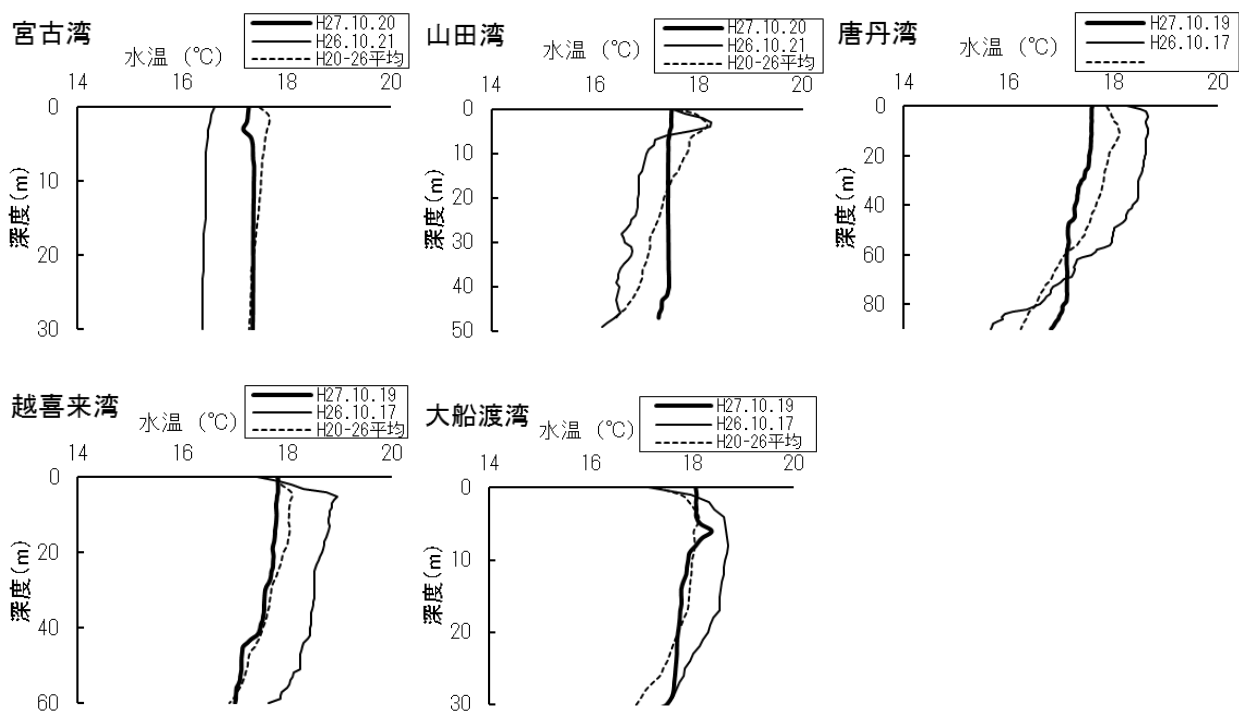 宮古湾
水温 (℃)
H27.10.20
H26.10.21
H20-26平均
14 16 18 20
0
10
20
30
深度(m)
山田湾
水温 (℃)
H27.10.20
H26.10.21
H20-26平均
14 16 18 20
0
10
20
30
40
50
深度(m)
唐丹湾
水温 (℃)
H27.10.19
H26.10.17
14 16 18 20
0
20
40
60
80
深度(m)
越喜来湾
水温 (℃)
H27.10.19
H26.10.17
H20-26平均
14 16 18 20
0
20
40
60
深度(m)
大船渡湾
水温 (℃)
H27.10.19
H26.10.17
H20-26平均
14 16 18 20
0
10
20
30
深度(m)